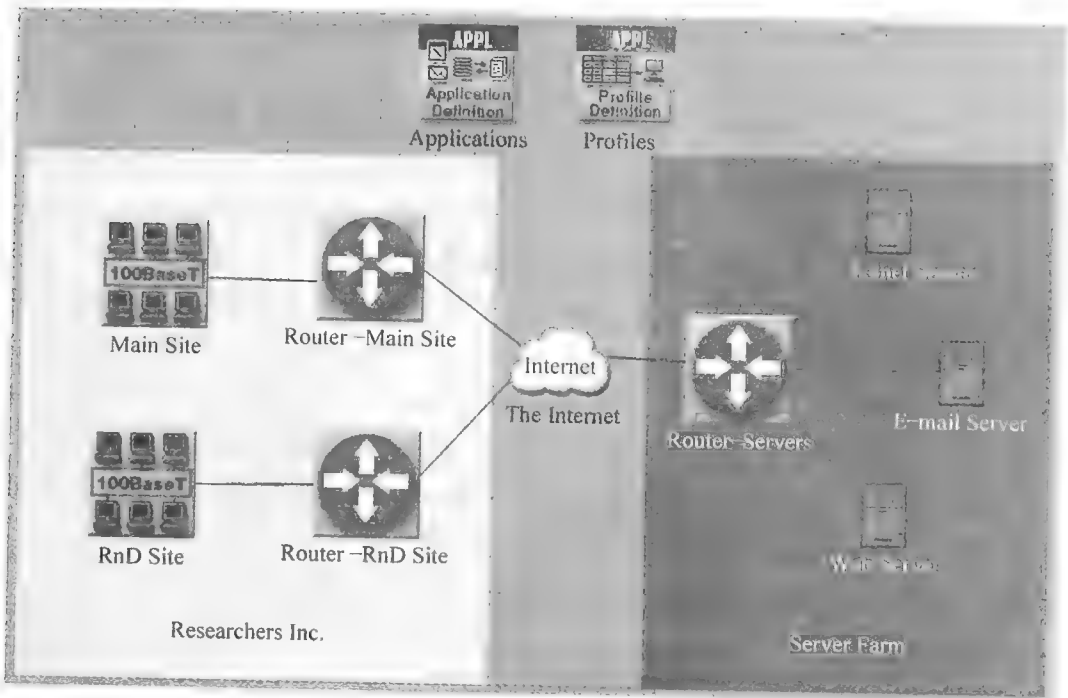 APPL
Application
Definition
Applications
APPL
Profile
Definition
Profiles
100BaseT
Main Site
Router -Main Site
Internet
The Internet
Router-Servers
E-mail Server
100BaseT
RnD Site
Router -RnD Site
Researchers Inc.
Server Farm